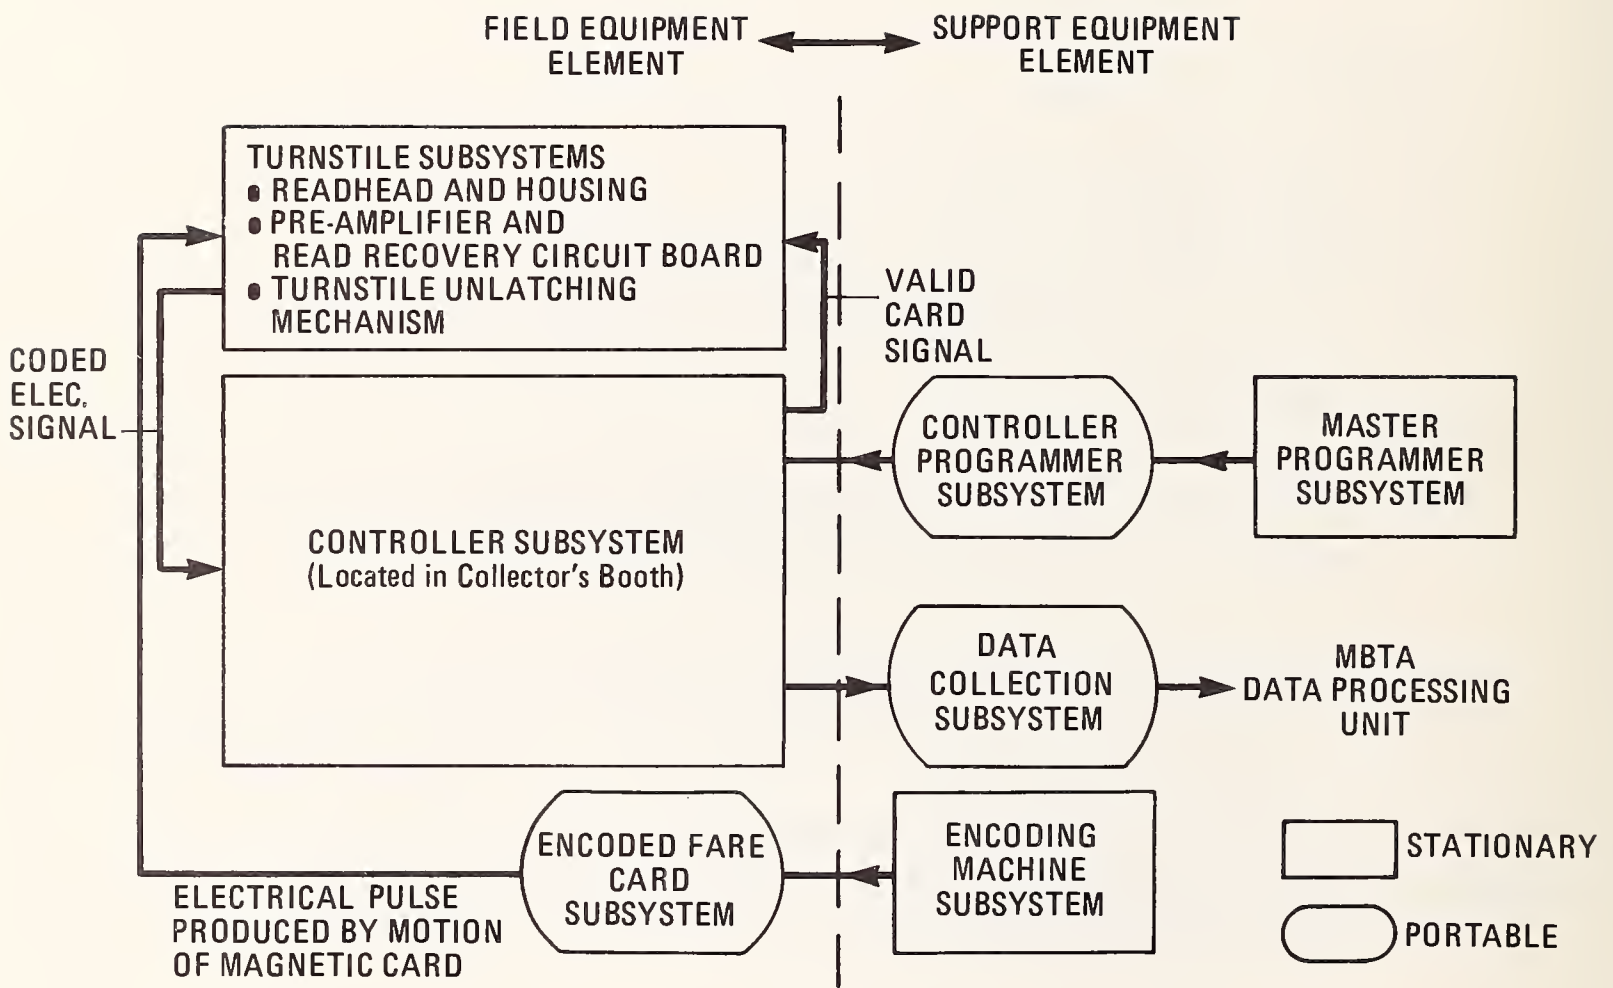 FIELD EQUIPMENT
ELEMENT
SUPPORT EQUIPMENT
ELEMENT
TURNSTILE SUBSYSTEMS
• READHEAD AND HOUSING
• PRE-AMPLIFIER AND
READ RECOVERY CIRCUIT BOARD
• TURNSTILE UNLATCHING
MECHANISM
VALID
CARD
SIGNAL
CODED
ELEC.
SIGNAL
CONTROLLER
PROGRAMMER
SUBSYSTEM
MASTER
PROGRAMMER
SUBSYSTEM
CONTROLLER SUBSYSTEM
(Located in Collector's Booth)
DATA
COLLECTION
SUBSYSTEM
MBTA
DATA PROCESSING
UNIT
ENCODED FARE
CARD
SUBSYSTEM
ENCODING
MACHINE
SUBSYSTEM
ELECTRICAL PULSE
PRODUCED BY MOTION
OF MAGNETIC CARD
STATIONARY
PORTABLE